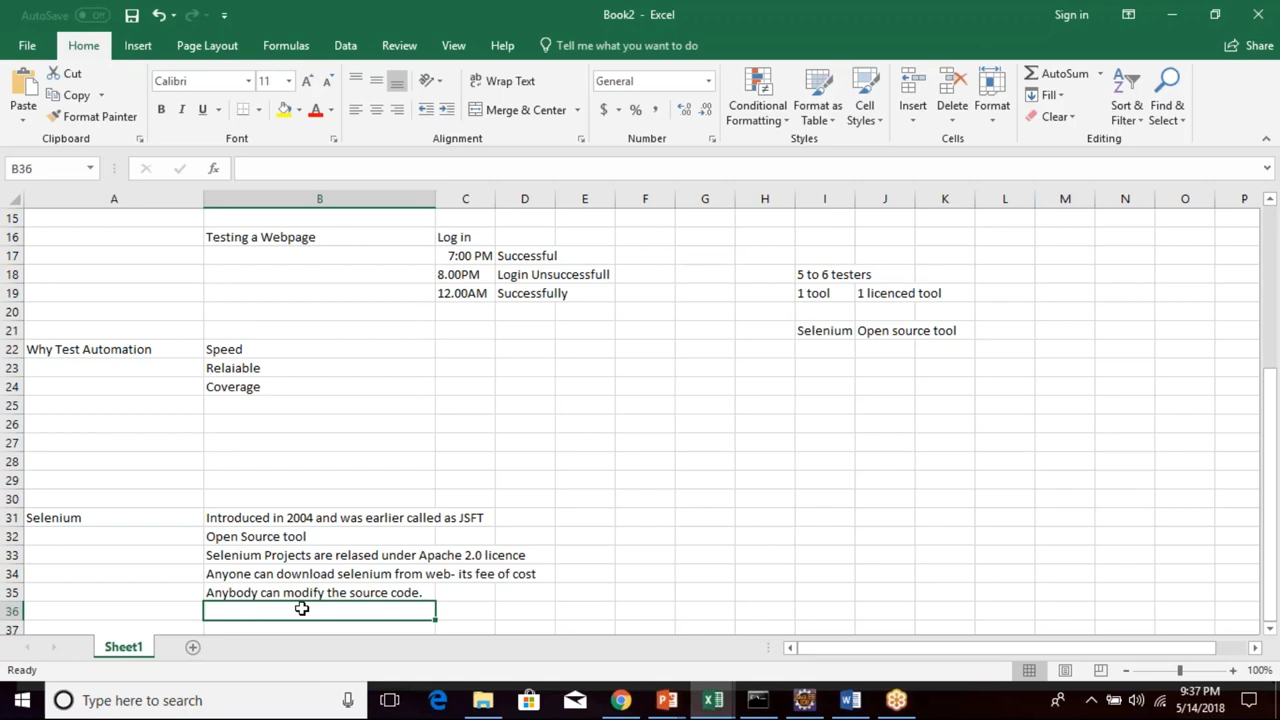 AutoSave Off
Book2 - Excel
Sign in
File Home Insert Page Layout Formulas Data Review View Help Tell me what you want to do Share
Paste Cut
Copy
Format Painter
Clipboard
Calibri 11
B I U
Font
Wrap Text
Merge & Center
Alignment
General
$ % ,
Number
Conditional Formatting
Format as Table
Cell Styles
Styles
Insert Delete Format
Cells
AutoSum
Fill
Clear
Sort & Filter
Find & Select
Editing
B36 fx
A B C D E F G H I J K L M N O P
15
16 Testing a Webpage Log in
17 7:00 PM Successful
18 8.00PM Login Unsuccessfull 5 to 6 testers
19 12.00AM Successfully 1 tool 1 licenced tool
20
21 Selenium Open source tool
22 Why Test Automation Speed
23 Relaiable
24 Coverage
25
26
27
28
29
30
31 Selenium Introduced in 2004 and was earlier called as JSFT
32 Open Source tool
33 Selenium Projects are relased under Apache 2.0 licence
34 Anyone can download selenium from web- its fee of cost
35 Anybody can modify the source code.
36
37
Sheet1
Ready 100%
Type here to search
9:37 PM
5/14/2018